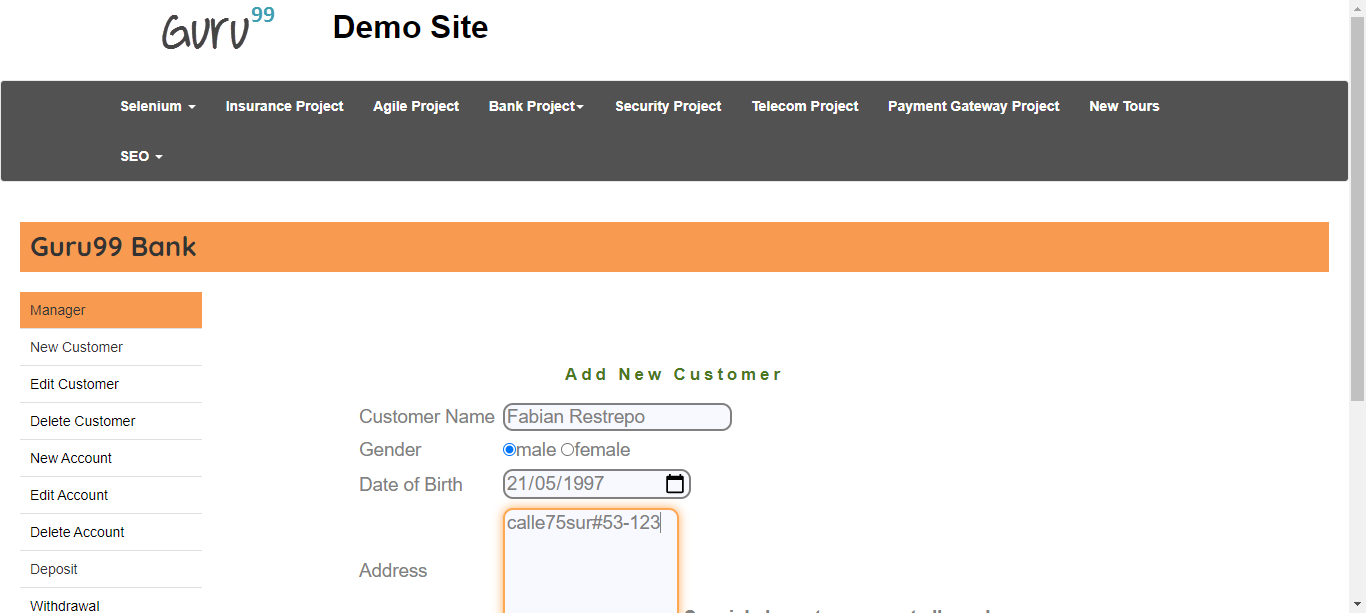 Guru99 Demo Site
Selenium Insurance Project Agile Project Bank Project Security Project Telecom Project Payment Gateway Project New Tours
SEO
Guru99 Bank
Manager
New Customer
Edit Customer
Delete Customer
New Account
Edit Account
Delete Account
Deposit
Withdrawal
Add New Customer
Customer Name Fabian Restrepo
Gender male female
Date of Birth 21/05/1997
Address calle75sur#53-123